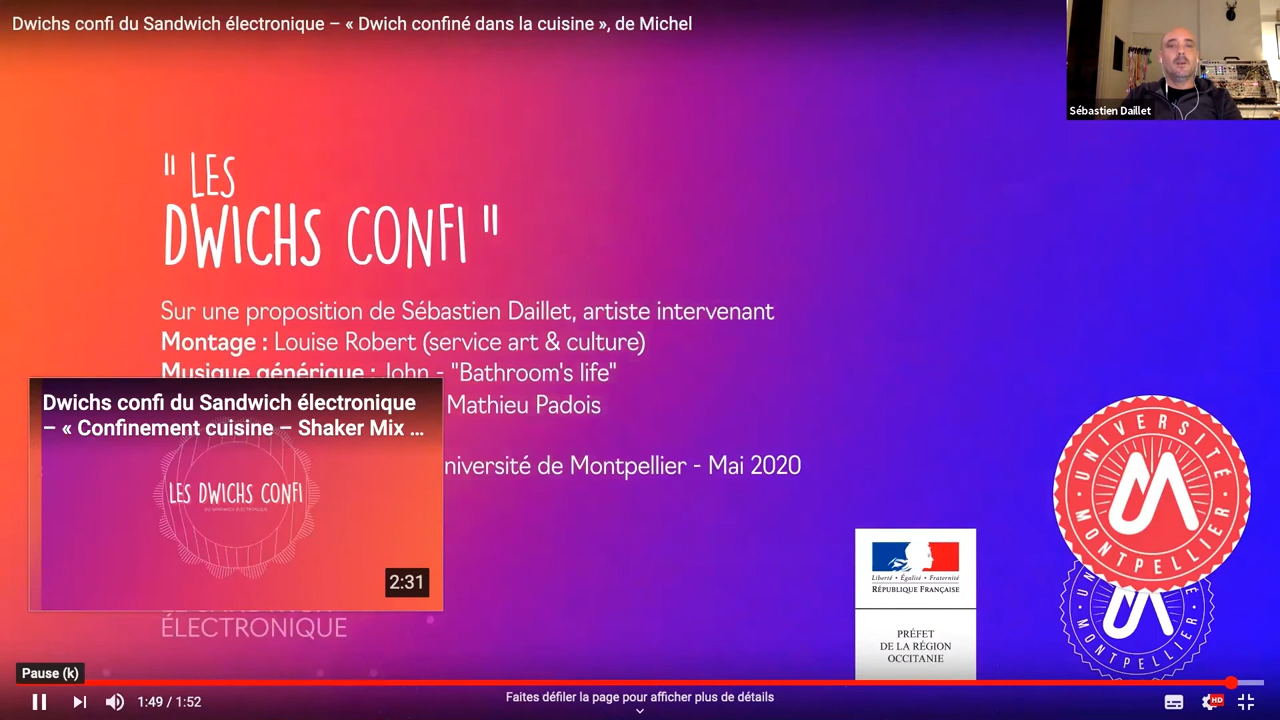 Dwichs confi du Sandwich électronique – « Dwich confiné dans la cuisine », de Michel
Sébastien Daillet
" LES
DWICHS CONFI "
Sur une proposition de Sébastien Daillet, artiste intervenant
Montage : Louise Robert (service art & culture)
Musique générique : John - "Bathroom's life"
Mathieu Padois
niversité de Montpellier - Mai 2020
Dwichs confi du Sandwich électronique
– « Confinement cuisine – Shaker Mix ...
LES DWICHS CONFI
DU SANDWICH ÉLECTRONIQUE
2:31
ÉLECTRONIQUE
Liberté • Égalité • Fraternité
RÉPUBLIQUE FRANÇAISE
PRÉFET
DE LA RÉGION
OCCITANIE
UNIVERSITÉ
MONTPELLIER
MONTPELLIER
Pause (k)
1:49 / 1:52
Faites défiler la page pour afficher plus de détails
HD